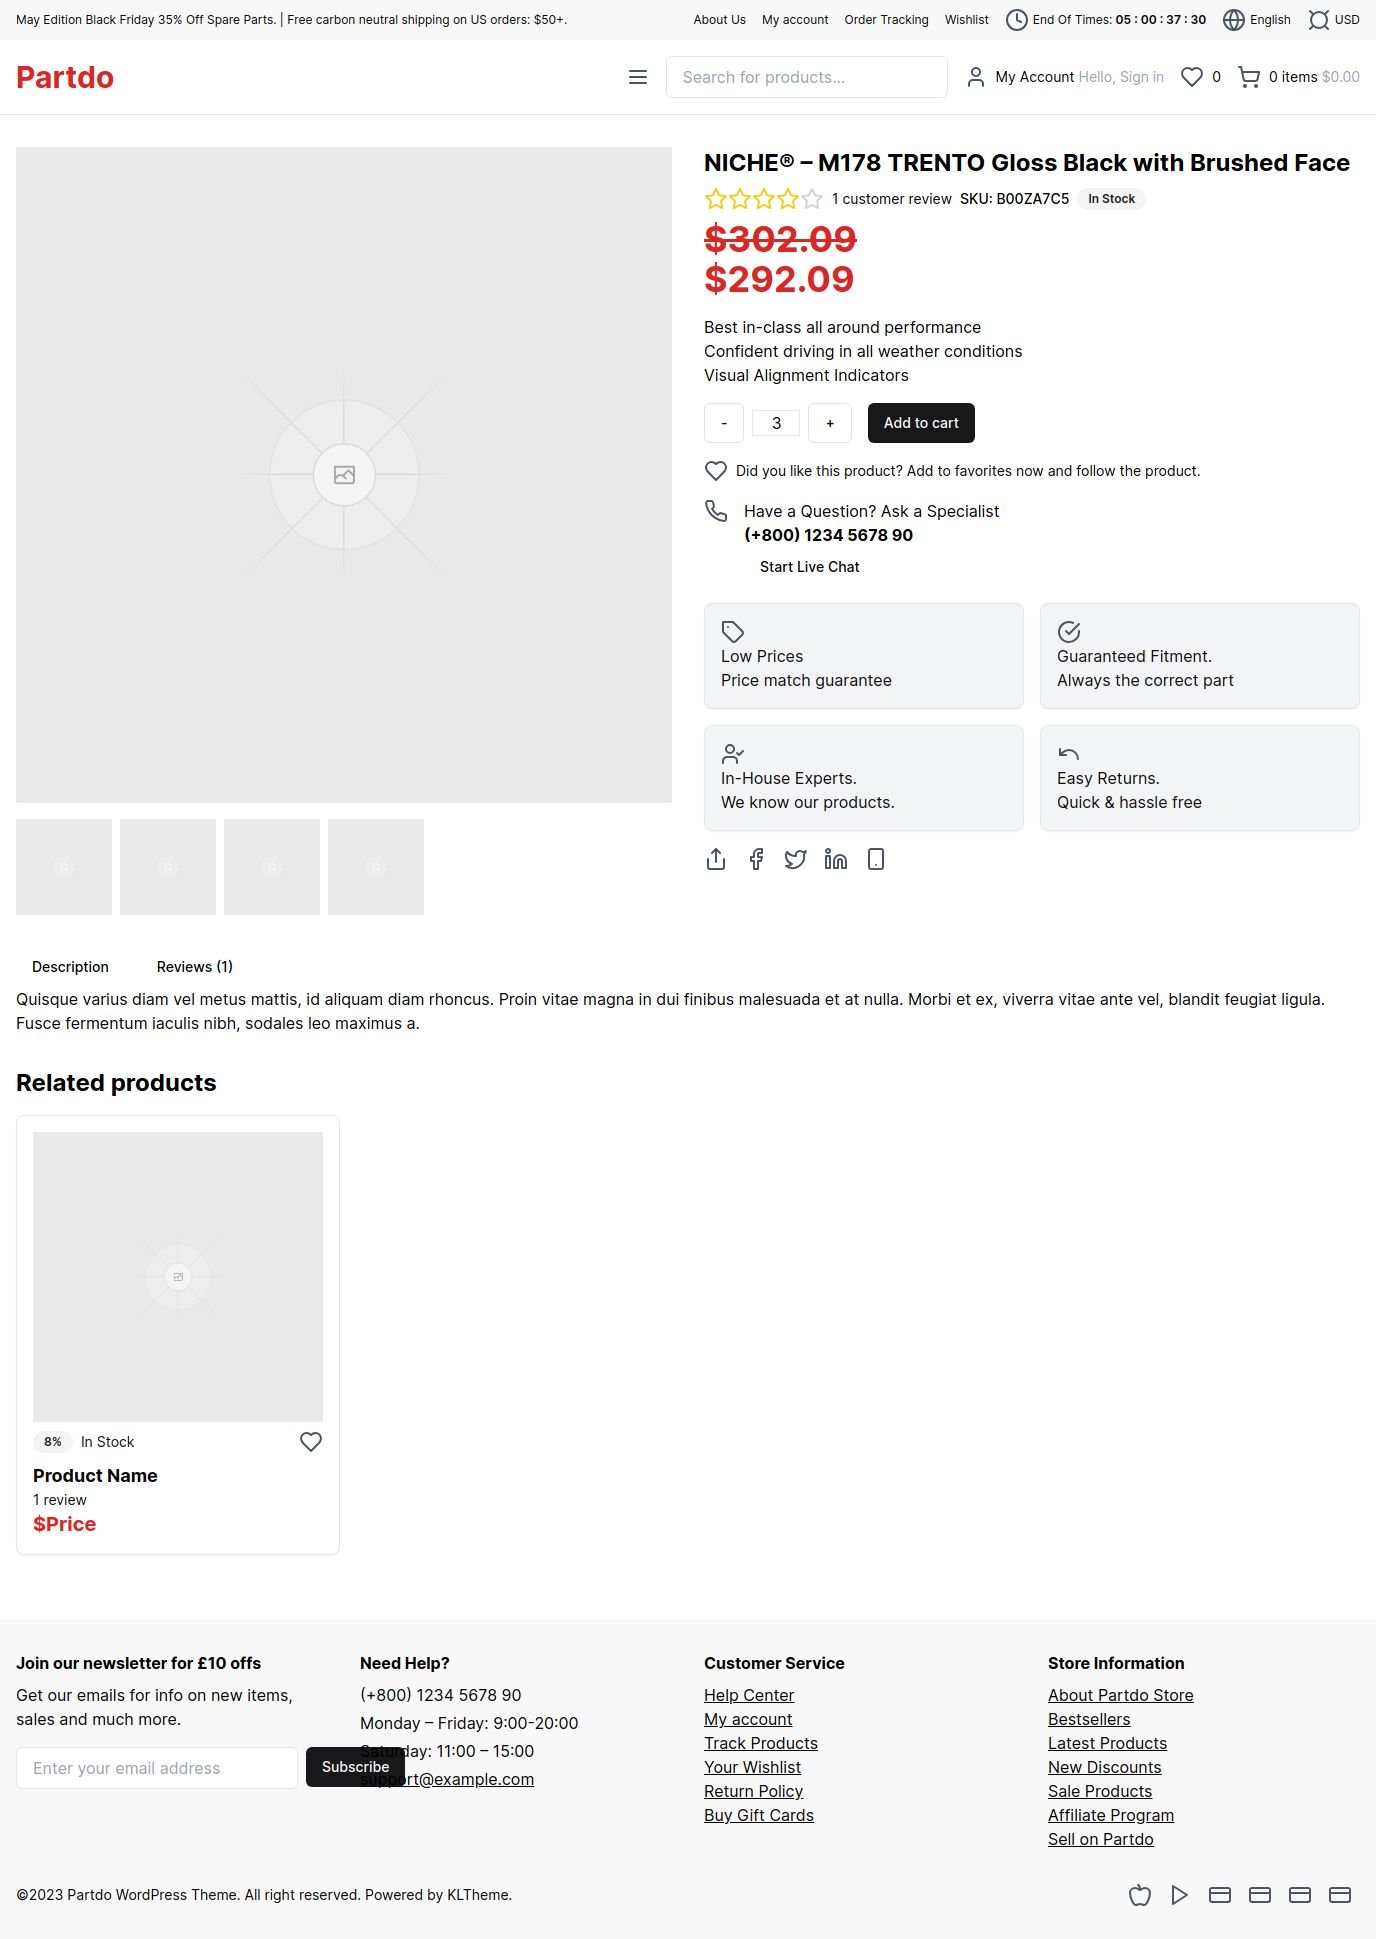 May Edition Black Friday 35% Off Spare Parts. | Free carbon neutral shipping on US orders: $50+.
About Us
My account
Order Tracking
Wishlist
End Of Times: 05 : 00 : 37 : 30
English
USD
Partdo
Search for products...
My Account Hello, Sign in
0
0 items $0.00
NICHE® – M178 TRENTO Gloss Black with Brushed Face
1 customer review SKU: B00ZA7C5 In Stock
$302.09
$292.09
Best in-class all around performance
Confident driving in all weather conditions
Visual Alignment Indicators
- 3 + Add to cart
Did you like this product? Add to favorites now and follow the product.
Have a Question? Ask a Specialist
(+800) 1234 5678 90
Start Live Chat
Low Prices
Price match guarantee
Guaranteed Fitment.
Always the correct part
In-House Experts.
We know our products.
Easy Returns.
Quick & hassle free
Description
Reviews (1)
Quisque varius diam vel metus mattis, id aliquam diam rhoncus. Proin vitae magna in dui finibus malesuada et at nulla. Morbi et ex, viverra vitae ante vel, blandit feugiat ligula.
Fusce fermentum iaculis nibh, sodales leo maximus a.
Related products
8% In Stock
Product Name
1 review
$Price
Join our newsletter for £10 offs
Get our emails for info on new items,
sales and much more.
Enter your email address
Subscribe
Need Help?
(+800) 1234 5678 90
Monday – Friday: 9:00-20:00
Saturday: 11:00 – 15:00
support@example.com
Customer Service
Help Center
My account
Track Products
Your Wishlist
Return Policy
Buy Gift Cards
Store Information
About Partdo Store
Bestsellers
Latest Products
New Discounts
Sale Products
Affiliate Program
Sell on Partdo
©2023 Partdo WordPress Theme. All right reserved. Powered by KLTheme.